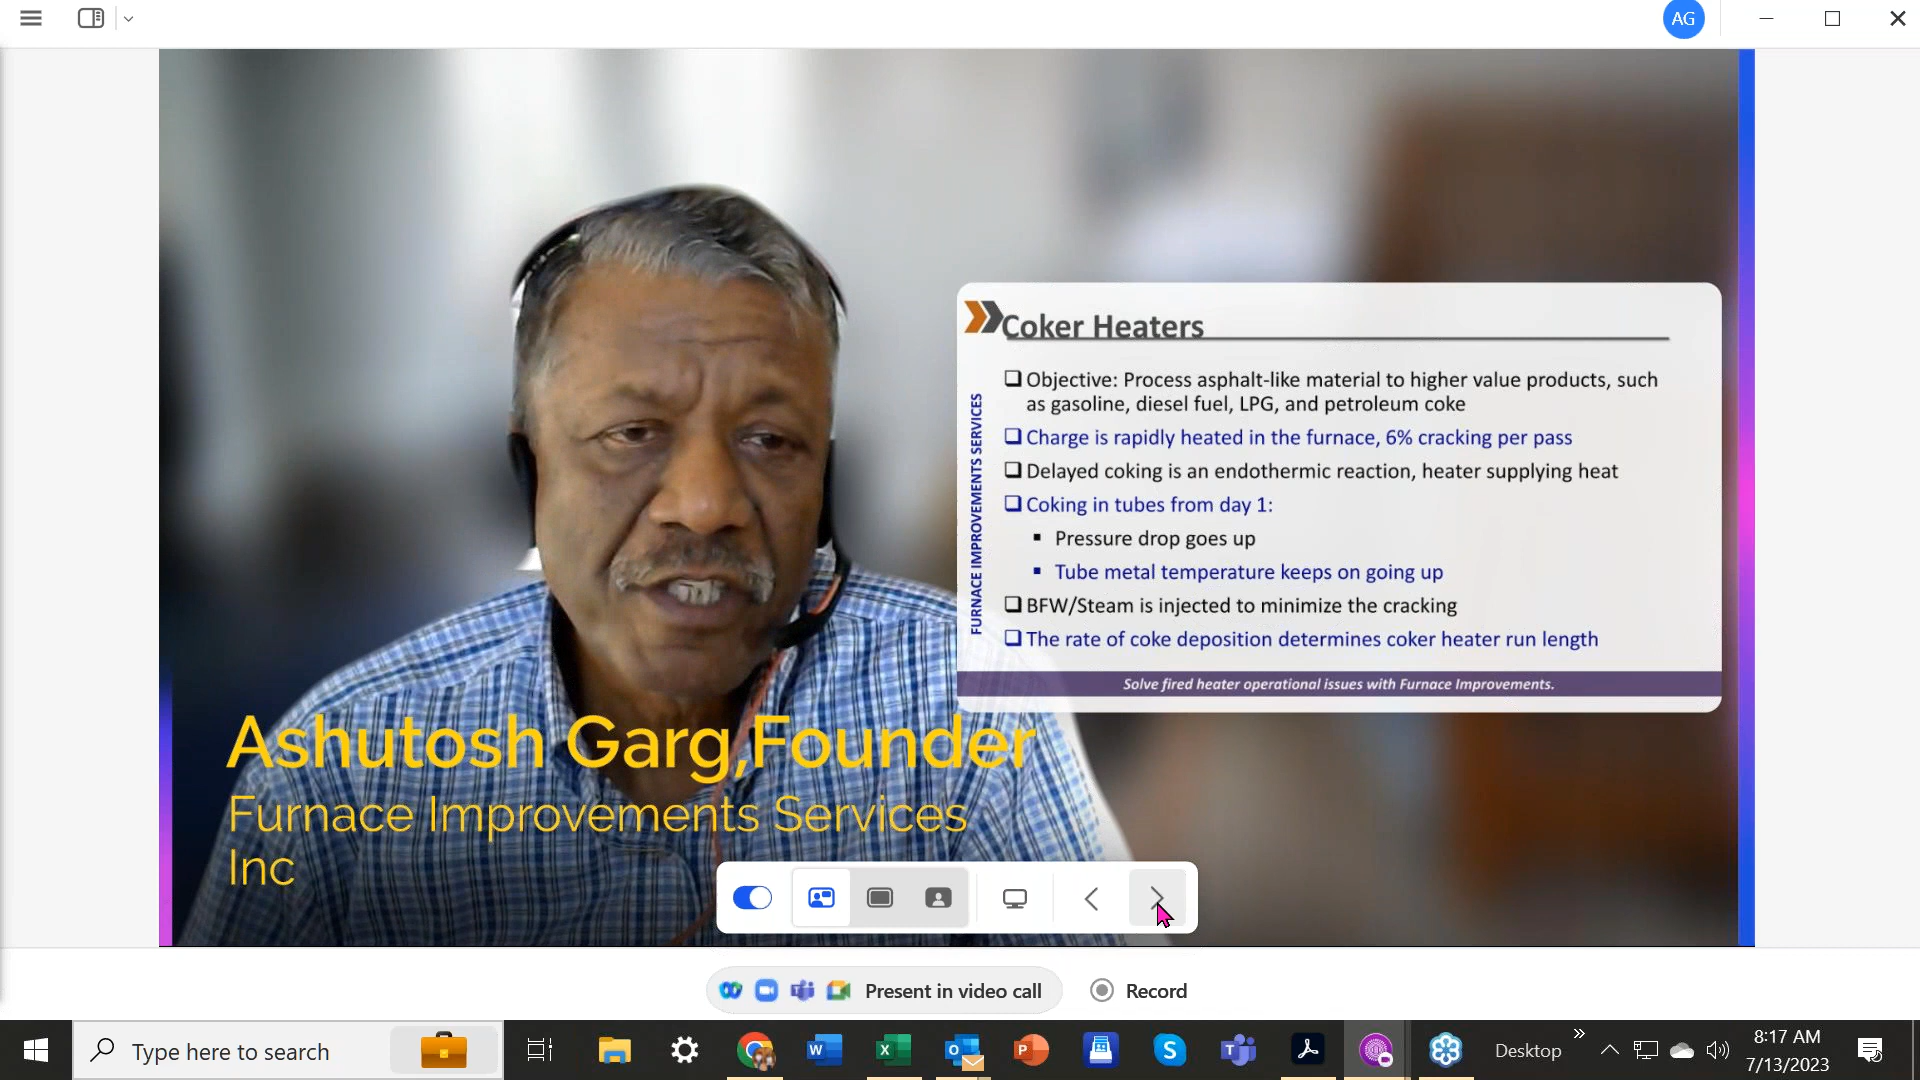 AG
Coker Heaters
FURNACE IMPROVEMENTS SERVICES
Objective: Process asphalt-like material to higher value products, such
as gasoline, diesel fuel, LPG, and petroleum coke
Charge is rapidly heated in the furnace, 6% cracking per pass
Delayed coking is an endothermic reaction, heater supplying heat
Coking in tubes from day 1:
Pressure drop goes up
Tube metal temperature keeps on going up
BFW/Steam is injected to minimize the cracking
The rate of coke deposition determines coker heater run length
Solve fired heater operational issues with Furnace Improvements.
Ashutosh Garg,Founder
Furnace Improvements Services
Inc
Present in video call
Record
Type here to search
Desktop
8:17 AM
7/13/2023